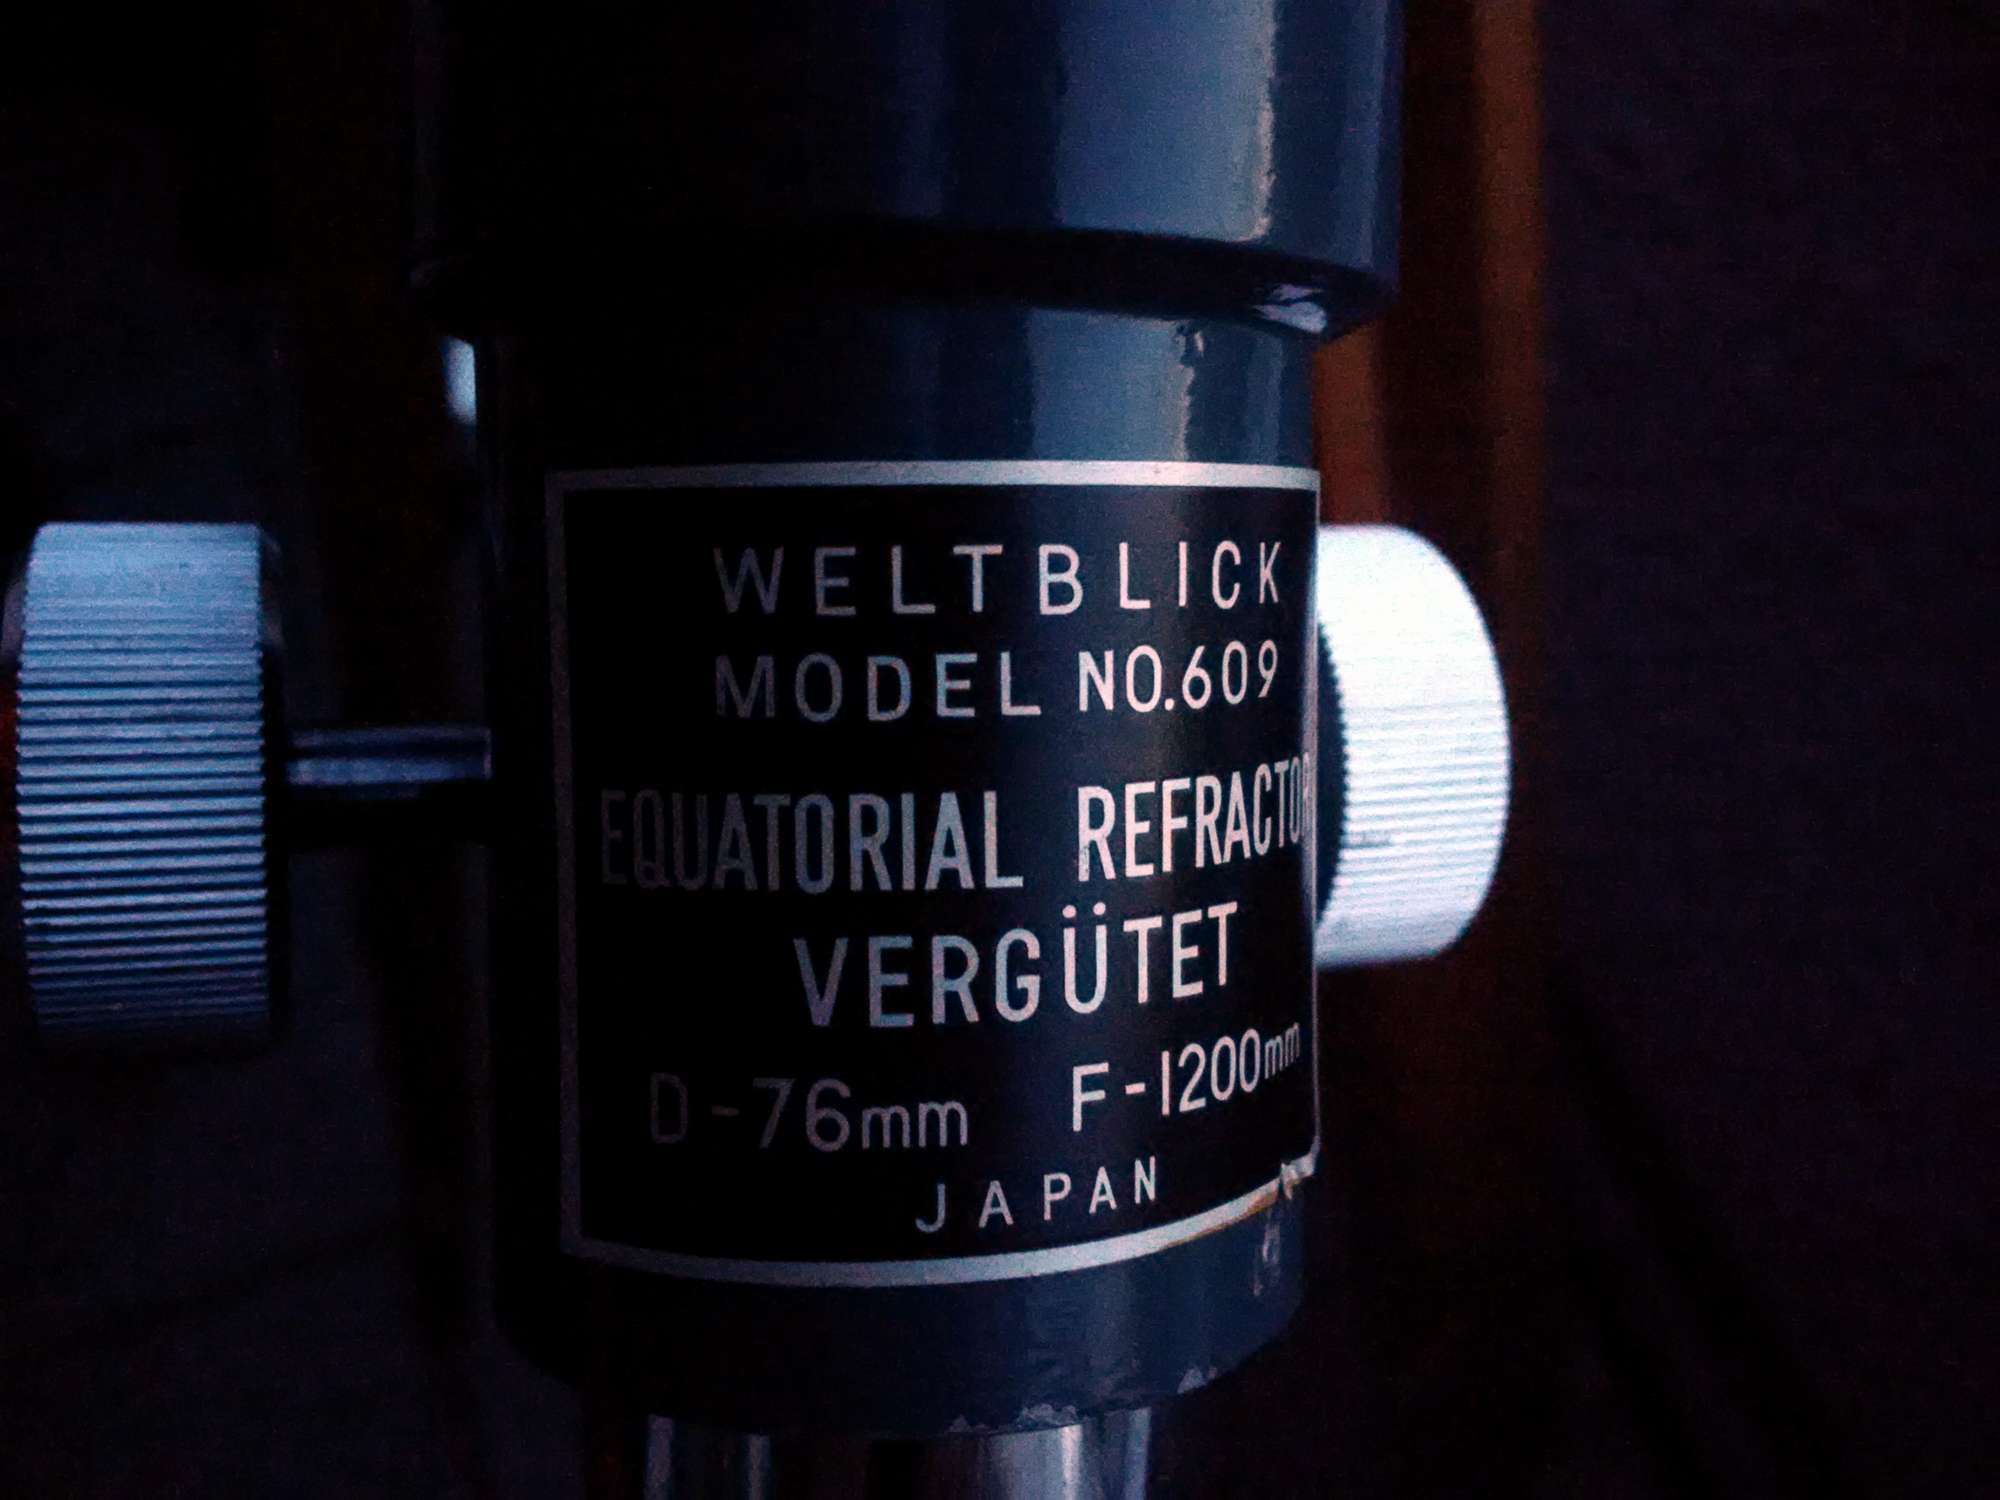 WELTBLICK
MODEL NO.609
EQUATORIAL REFRACTOR
VERGÜTET
D-76mm F-1200mm
JAPAN